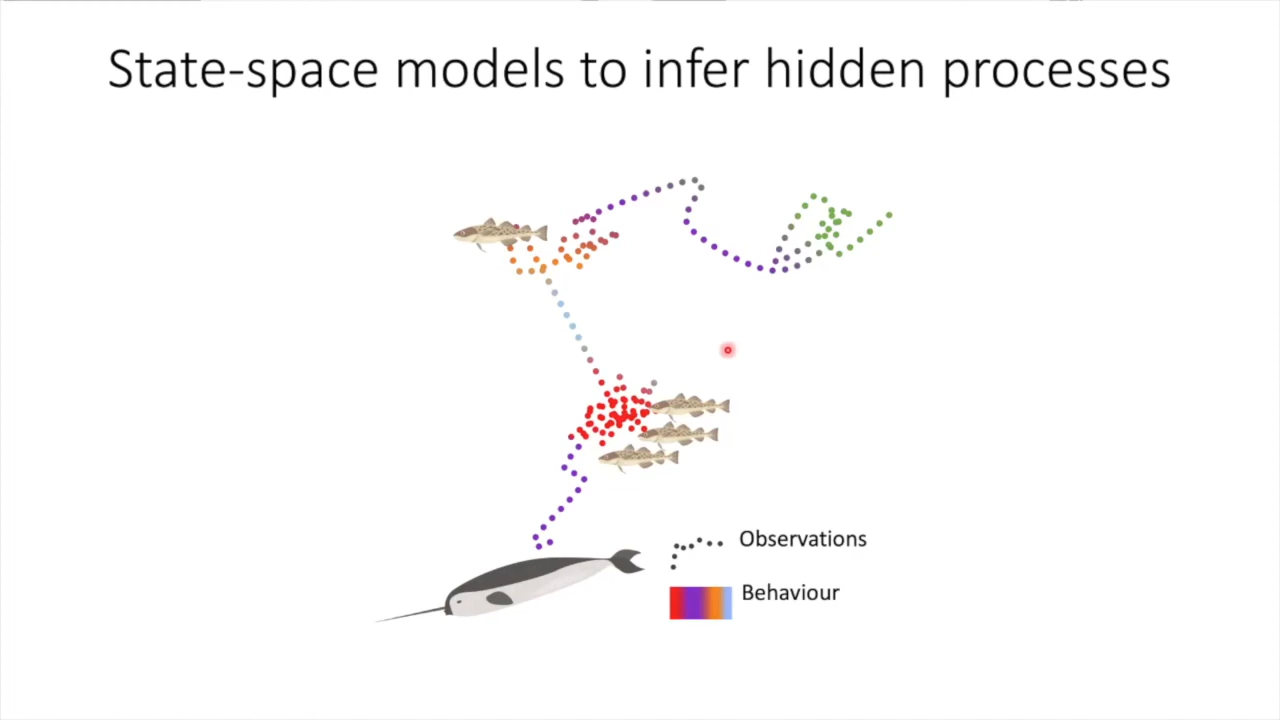 State-space models to infer hidden processes
Observations
Behaviour